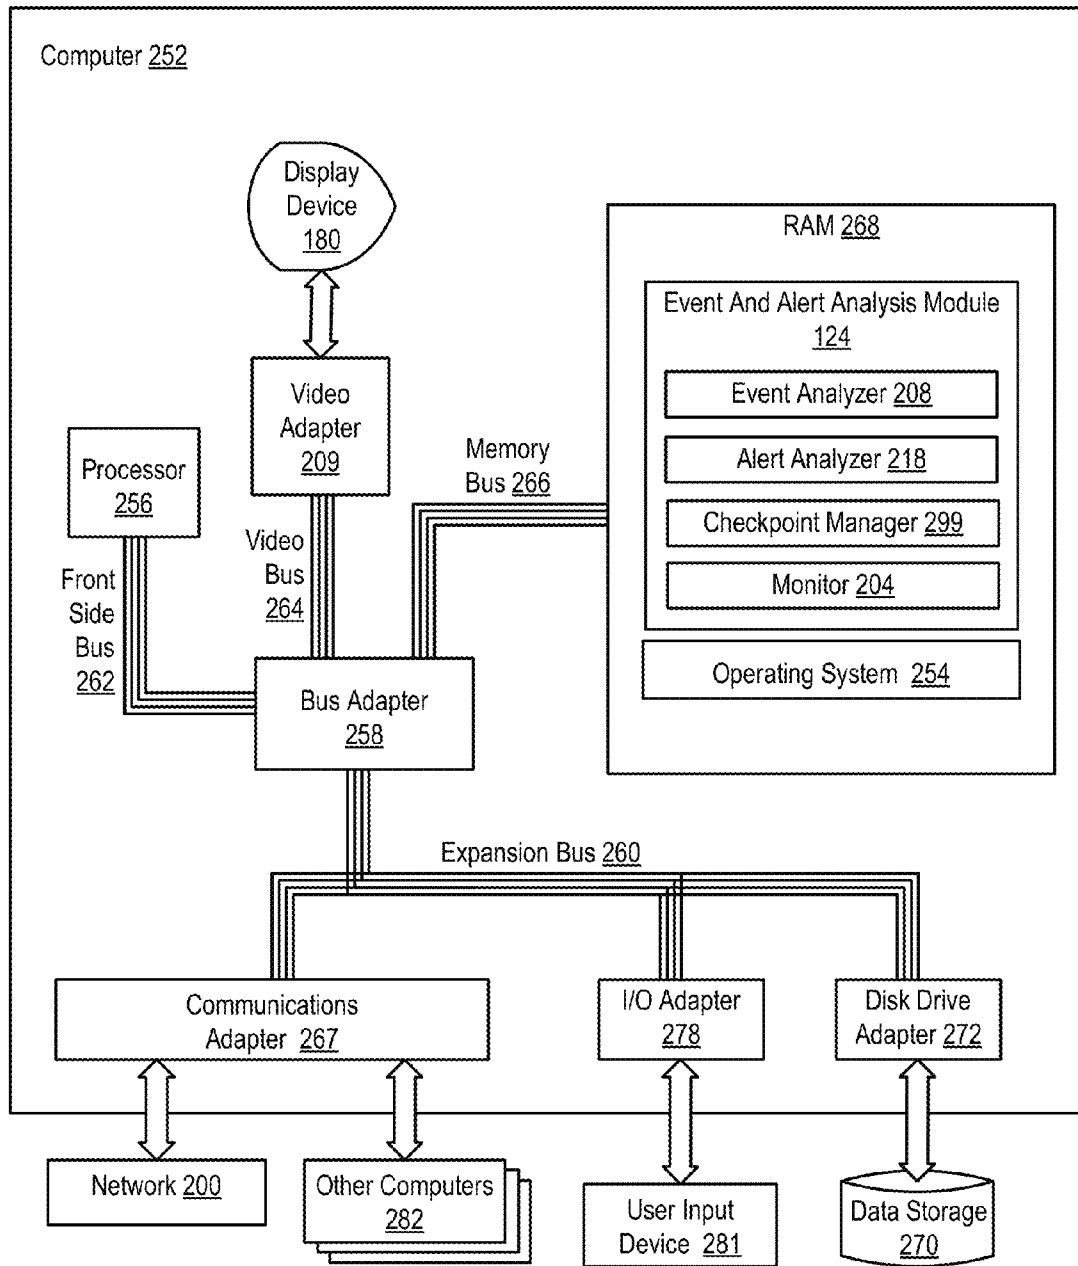 Computer 252
Display
Device
180
RAM 268
Event And Alert Analysis Module
124
Event Analyzer 208
Alert Analyzer 218
Checkpoint Manager 299
Monitor 204
Operating System 254
Video
Adapter
209
Processor
256
Memory
Bus 266
Video
Bus
264
Front
Side
Bus
262
Bus Adapter
258
Expansion Bus 260
Communications
Adapter 267
I/O Adapter
278
Disk Drive
Adapter 272
Network 200
Other Computers
282
User Input
Device 281
Data Storage
270